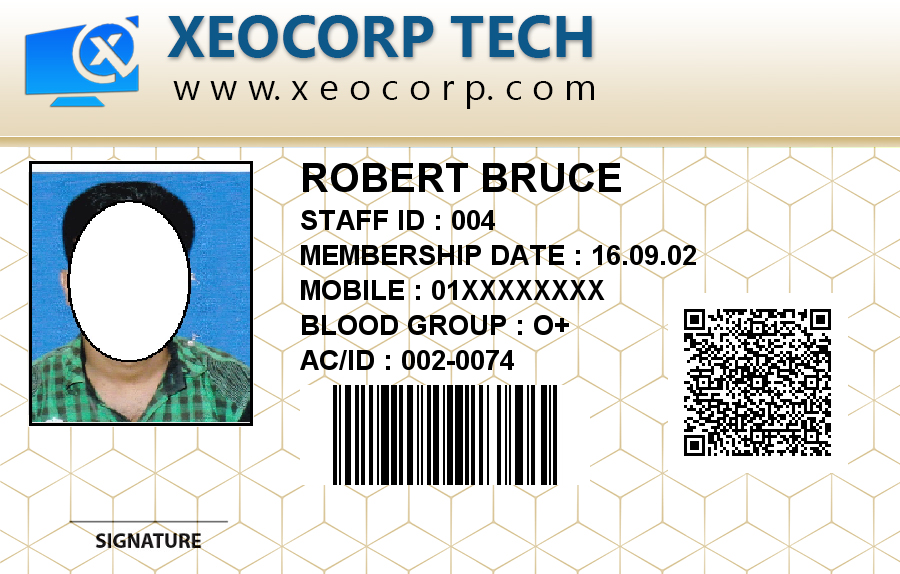 XEOCORP TECH
www.xeocorp.com
ROBERT BRUCE
STAFF ID : 004
MEMBERSHIP DATE : 16.09.02
MOBILE : 01XXXXXXXX
BLOOD GROUP : O+
AC/ID : 002-0074
SIGNATURE